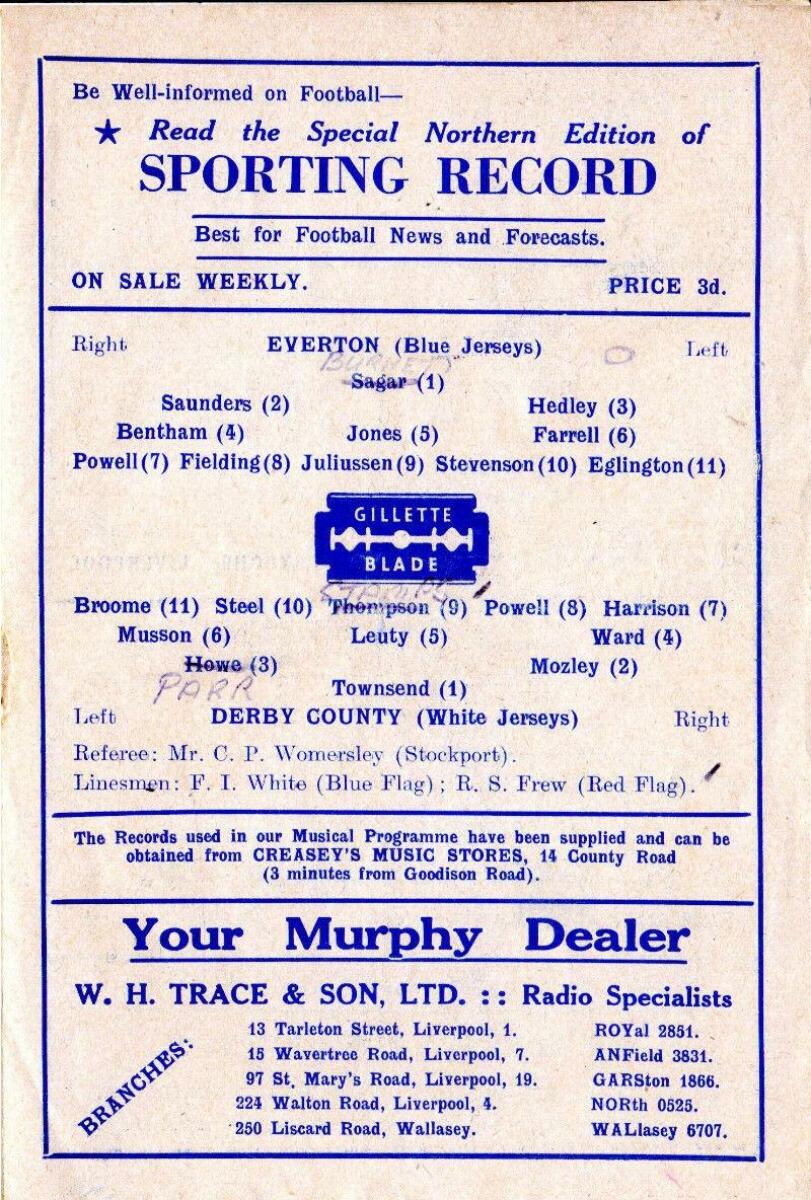 Be Well-informed on Football—
★ Read the Special Northern Edition of
SPORTING RECORD
Best for Football News and Forecasts.
ON SALE WEEKLY. PRICE 3d.
Right EVERTON (Blue Jerseys) Left
BURNETT
Sagar (1)
Saunders (2) Hedley (3)
Bentham (4) Jones (5) Farrell (6)
Powell (7) Fielding (8) Juliussen (9) Stevenson (10) Eglington (11)
GILLETTE
BLADE
STAMPS
Broome (11) Steel (10) Thompson (9) Powell (8) Harrison (7)
Musson (6) Leuty (5) Ward (4)
Howe (3) Mozley (2)
PARR
Townsend (1)
Left DERBY COUNTY (White Jerseys) Right
Referee: Mr. C. P. Womersley (Stockport).
Linesmen: F. I. White (Blue Flag); R. S. Frew (Red Flag).
The Records used in our Musical Programme have been supplied and can be
obtained from CREASEY'S MUSIC STORES, 14 County Road
(3 minutes from Goodison Road).
Your Murphy Dealer
W. H. TRACE & SON, LTD. :: Radio Specialists
BRANCHES:
13 Tarleton Street, Liverpool, 1. ROYal 2851.
15 Wavertree Road, Liverpool, 7. ANField 3831.
97 St. Mary's Road, Liverpool, 19. GARSton 1866.
224 Walton Road, Liverpool, 4. NORth 0525.
250 Liscard Road, Wallasey. WALlasey 6707.